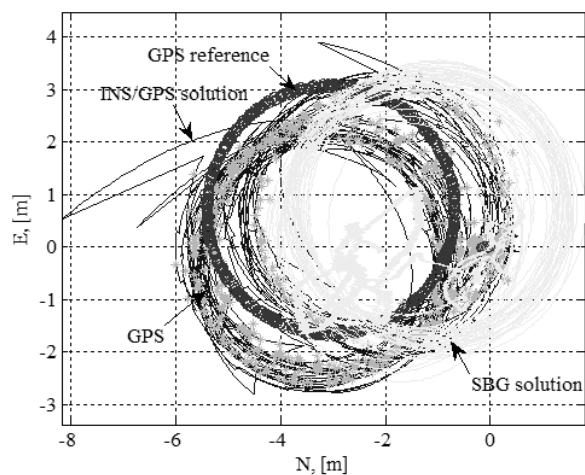 4
GPS reference
3
INS/GPS solution
2
E, [m]
1
0
-1
GPS
-2
SBG solution
-3
-8
-6
-4
-2
0
N, [m]